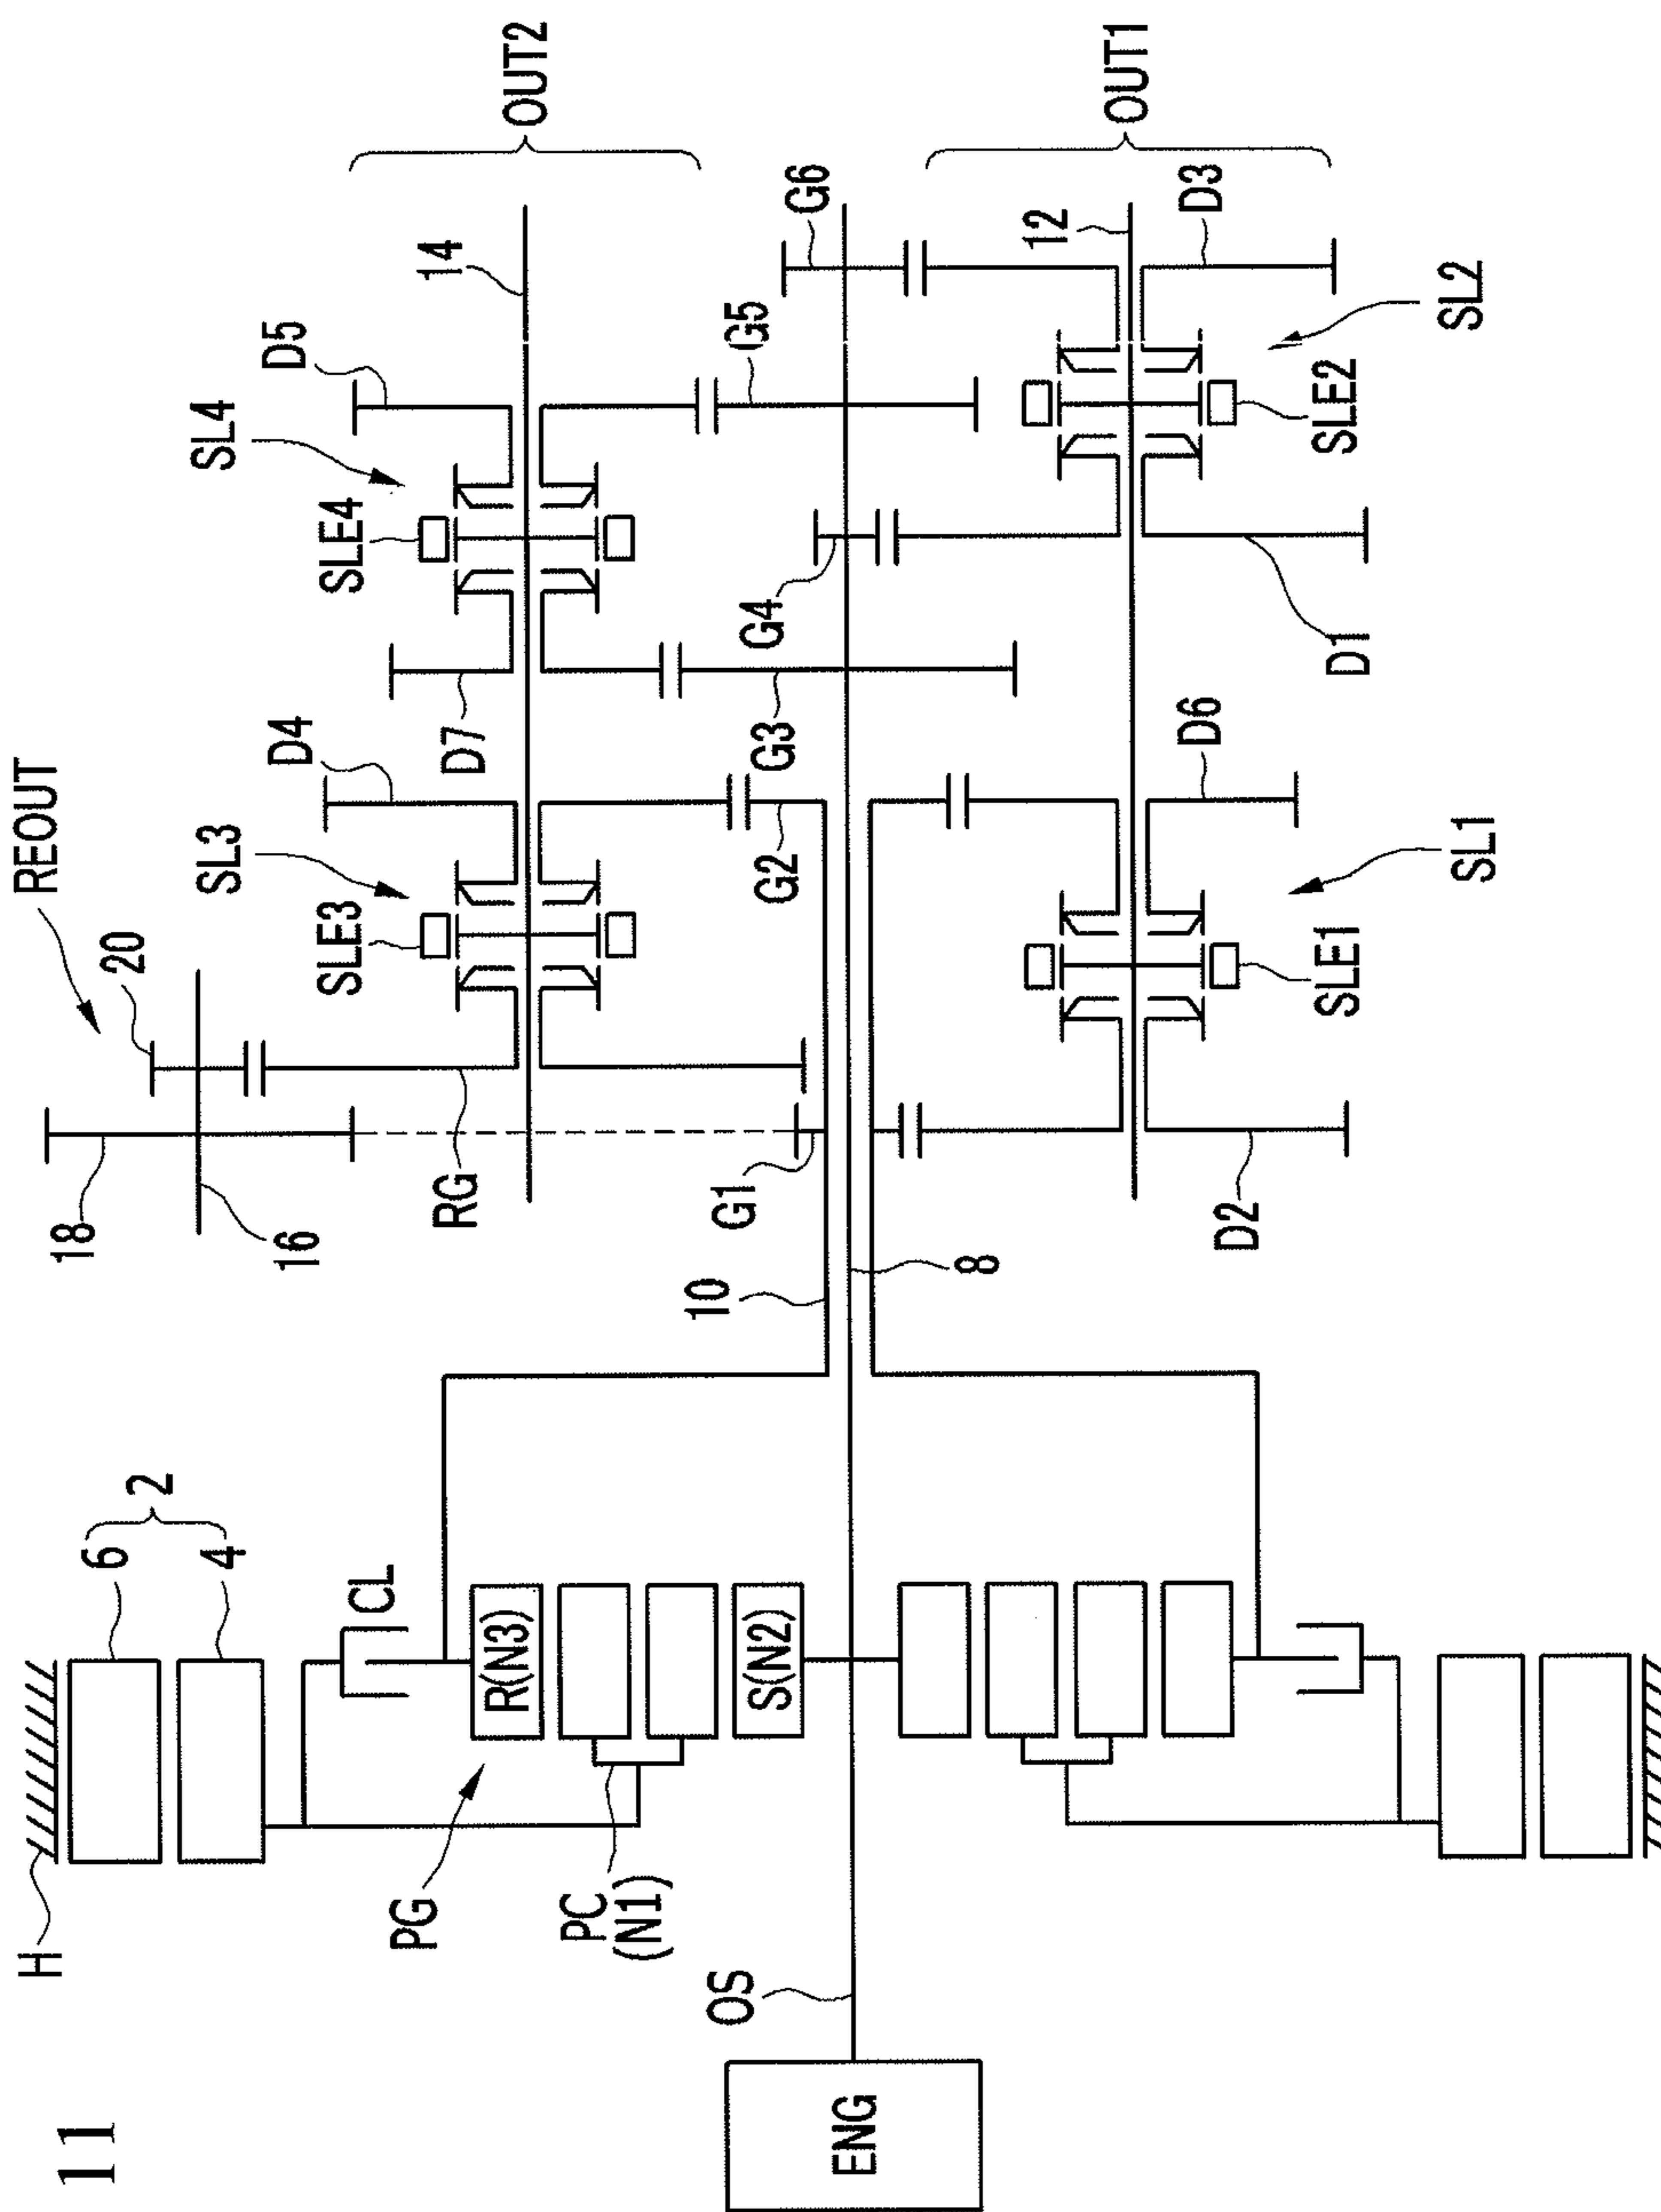 11
H
6
4
2
CL
PG
PC
(N1)
R(N3)
S(N2)
OS
ENG
REOUT
18
20
16
RG
SL3
SLE3
D4
D7
SL4
SLE4
D5
14
OUT2
G1
G2
G3
G4
G5
G6
10
8
12
D2
SLE1
SL1
D6
D1
SLE2
SL2
D3
OUT1